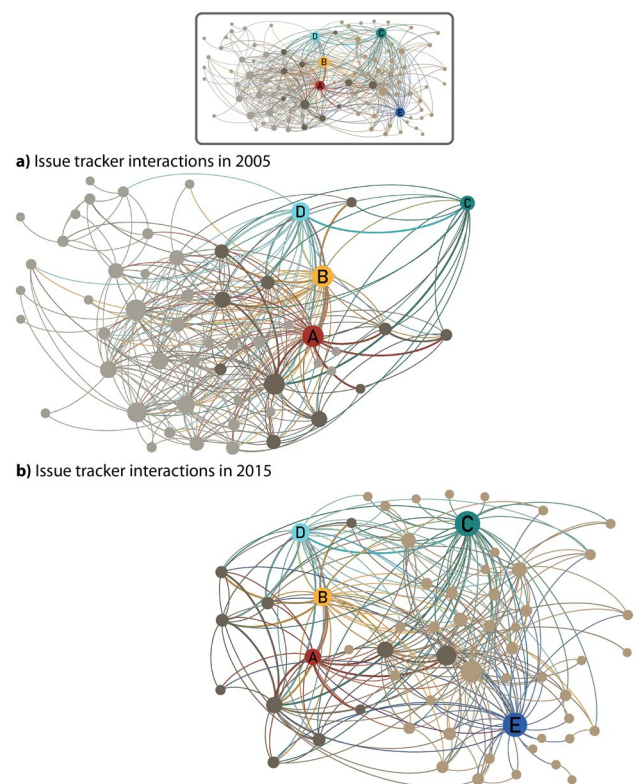 D
C
B
A
E
a) Issue tracker interactions in 2005
D
C
B
A
b) Issue tracker interactions in 2015
D
C
B
A
E